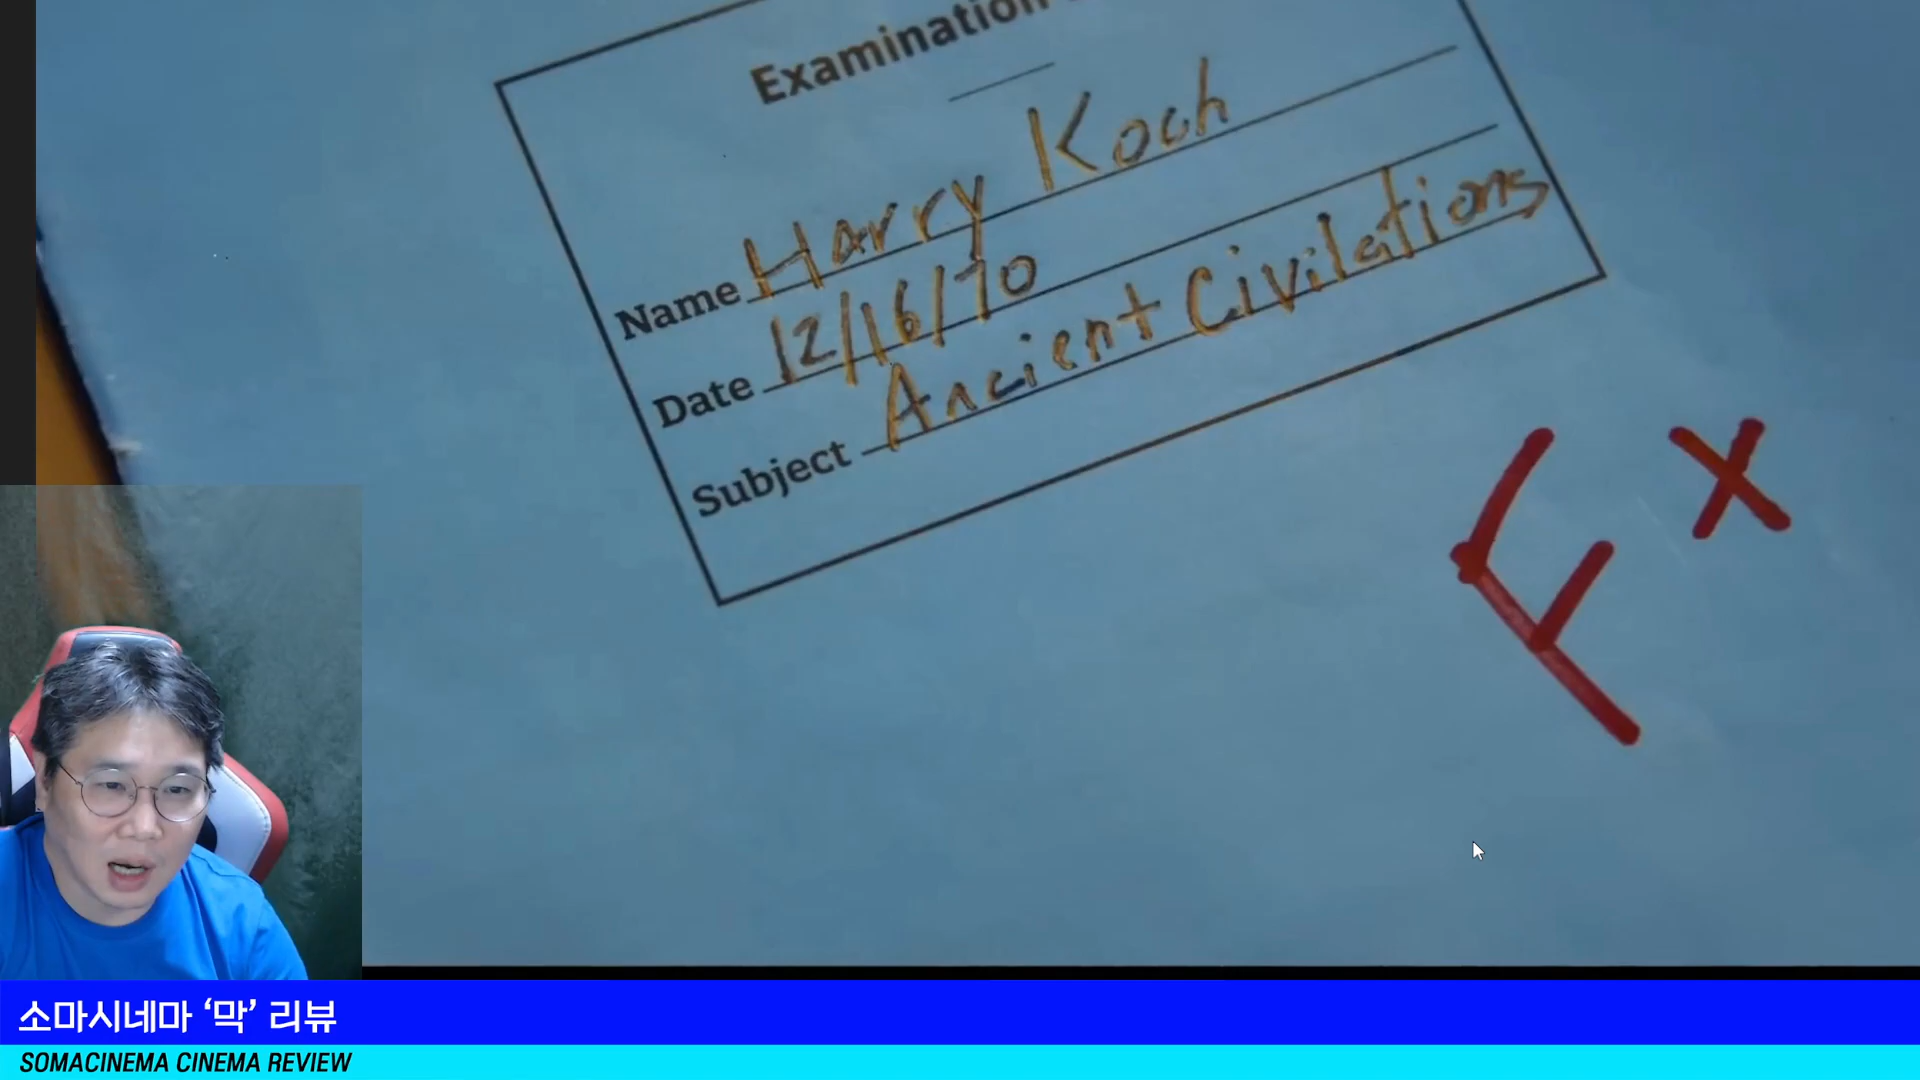 Examination
Name Harry Koch
Date 12/16/70
Subject Ancient Civilations
F+
소마시네마 ‘막’ 리뷰
SOMACINEMA CINEMA REVIEW